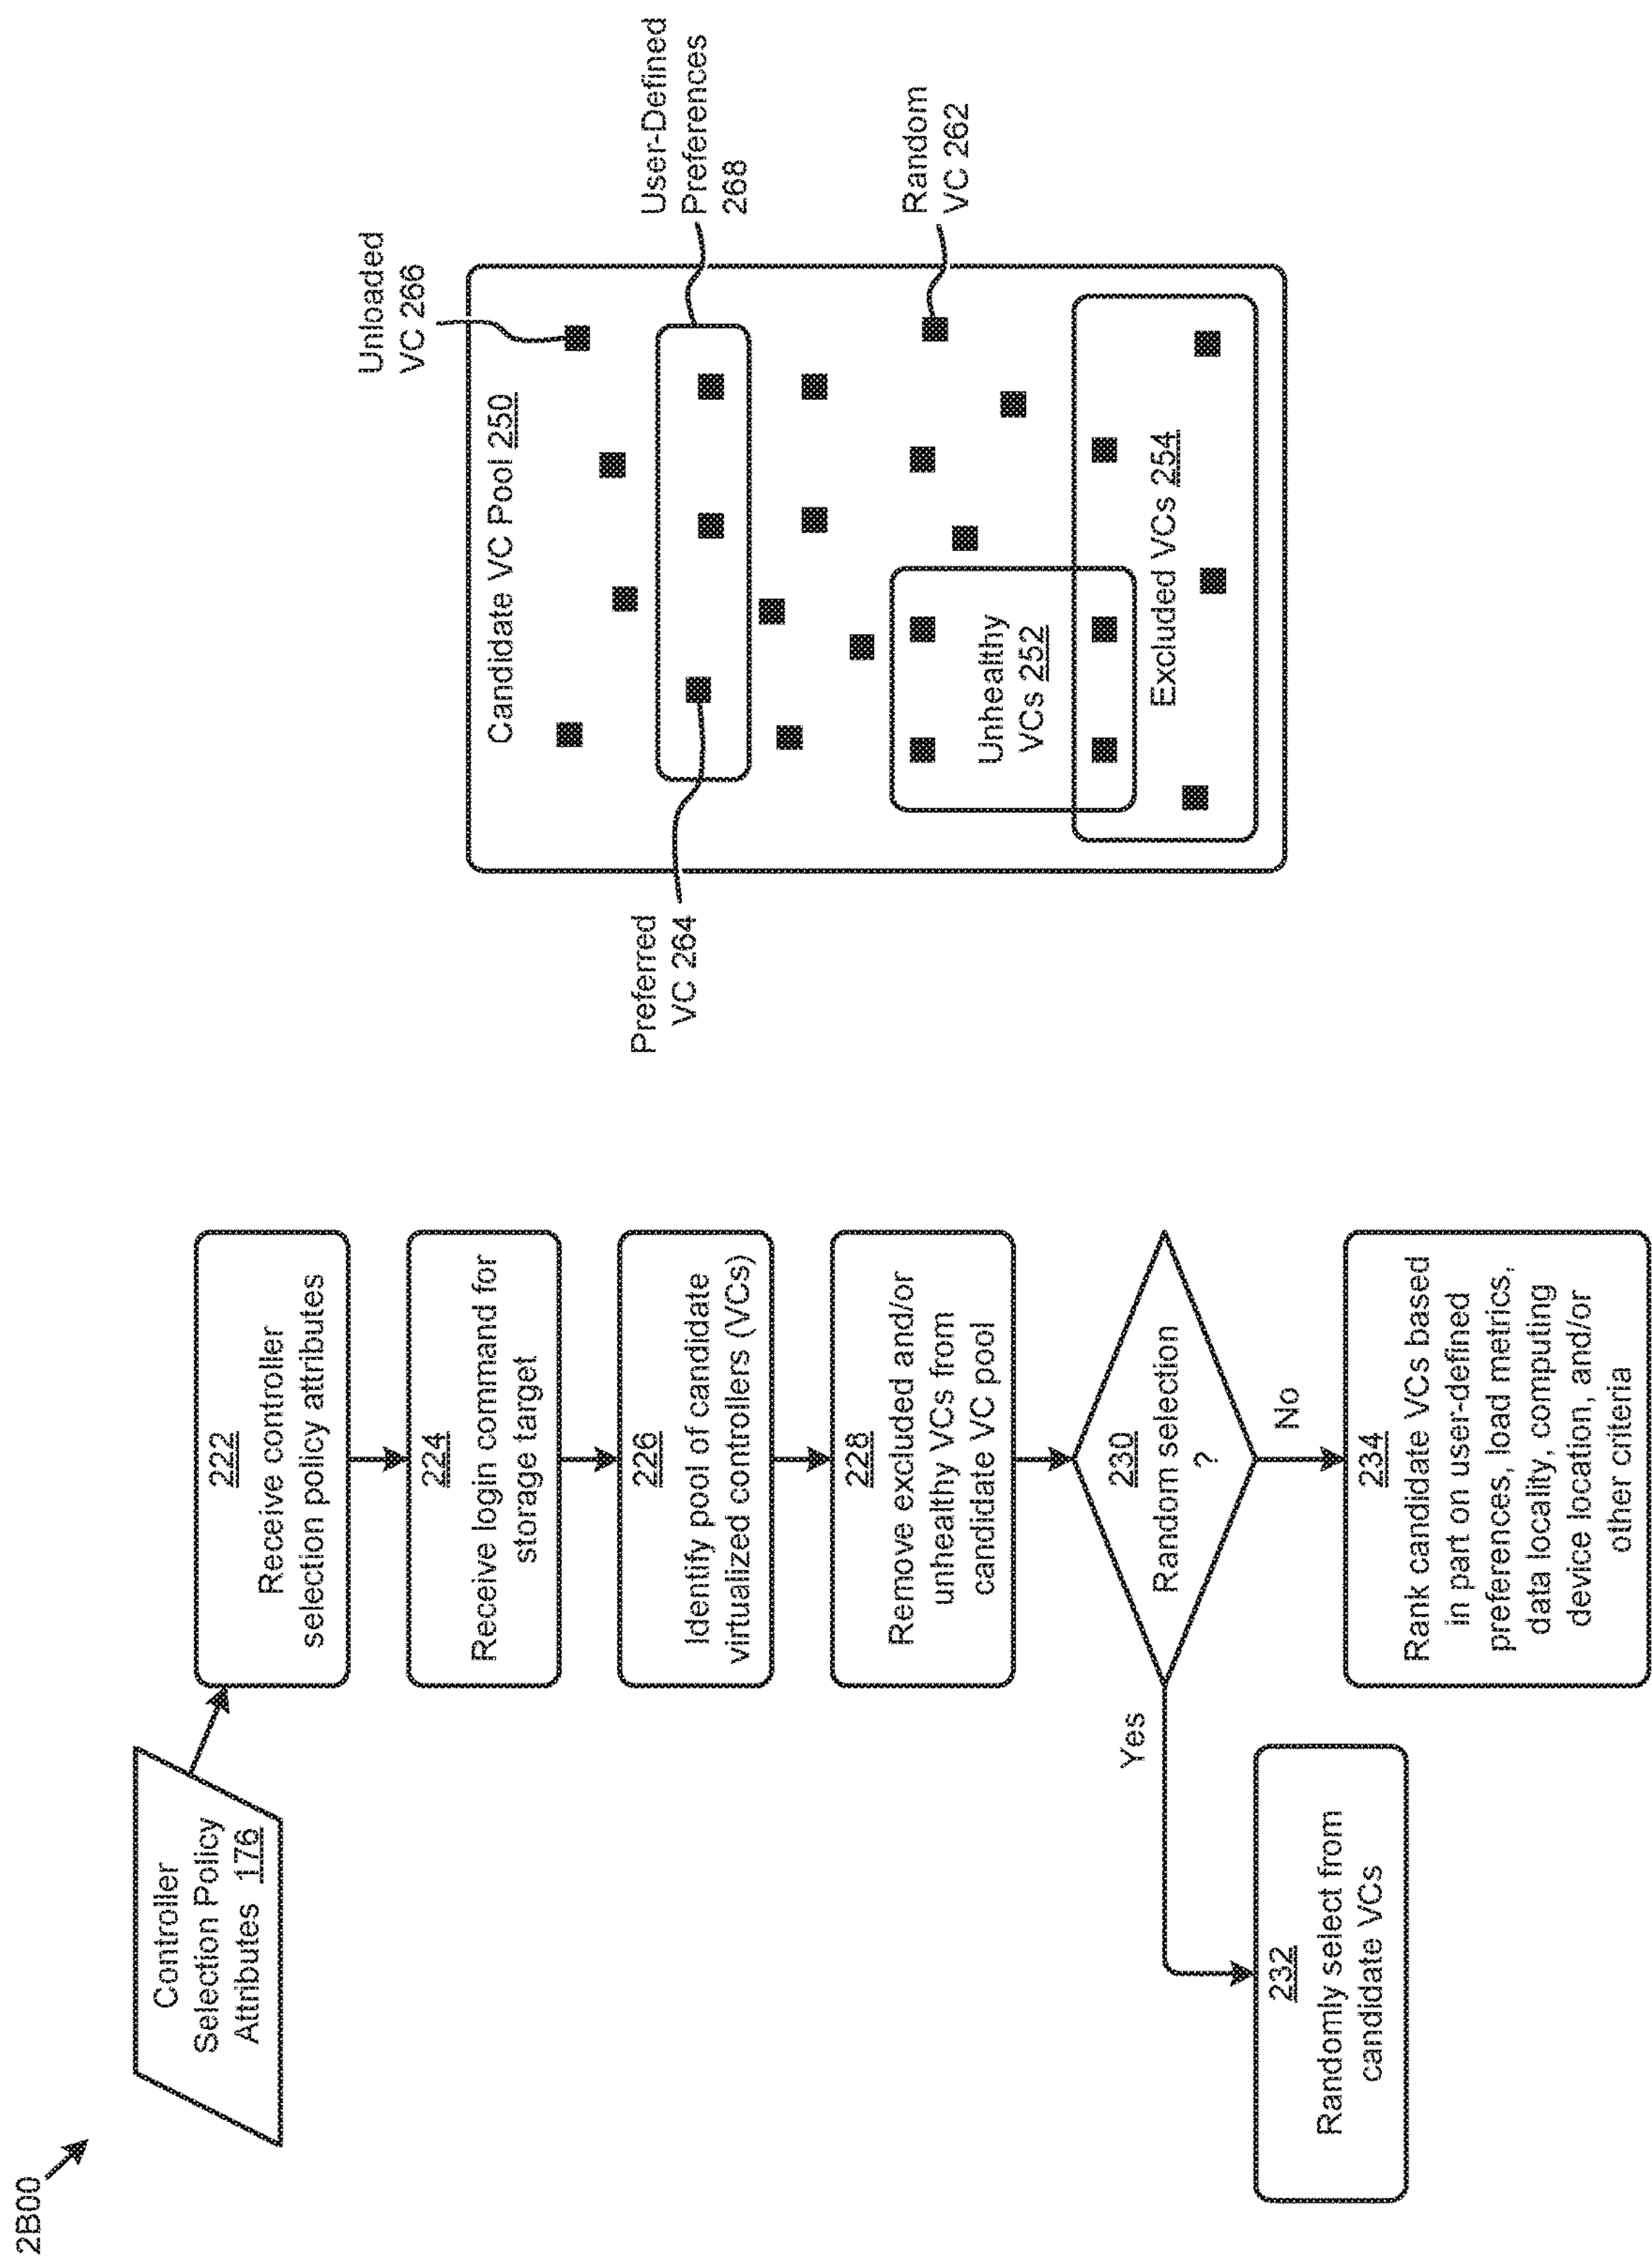 2B00
Controller
Selection Policy
Attributes 176
222
Receive controller
selection policy attributes
224
Receive login command for
storage target
226
Identify pool of candidate
virtualized controllers (VCs)
228
Remove excluded and/or
unhealthy VCs from
candidate VC pool
230
Random selection
?
Yes
No
232
Randomly select from
candidate VCs
234
Rank candidate VCs based
in part on user-defined
preferences, load metrics,
data locality, computing
device location, and/or
other criteria
Unloaded
VC 266
Candidate VC Pool 250
User-Defined
Preferences
268
Preferred
VC 264
Random
VC 262
Unhealthy
VCs 252
Excluded VCs 254